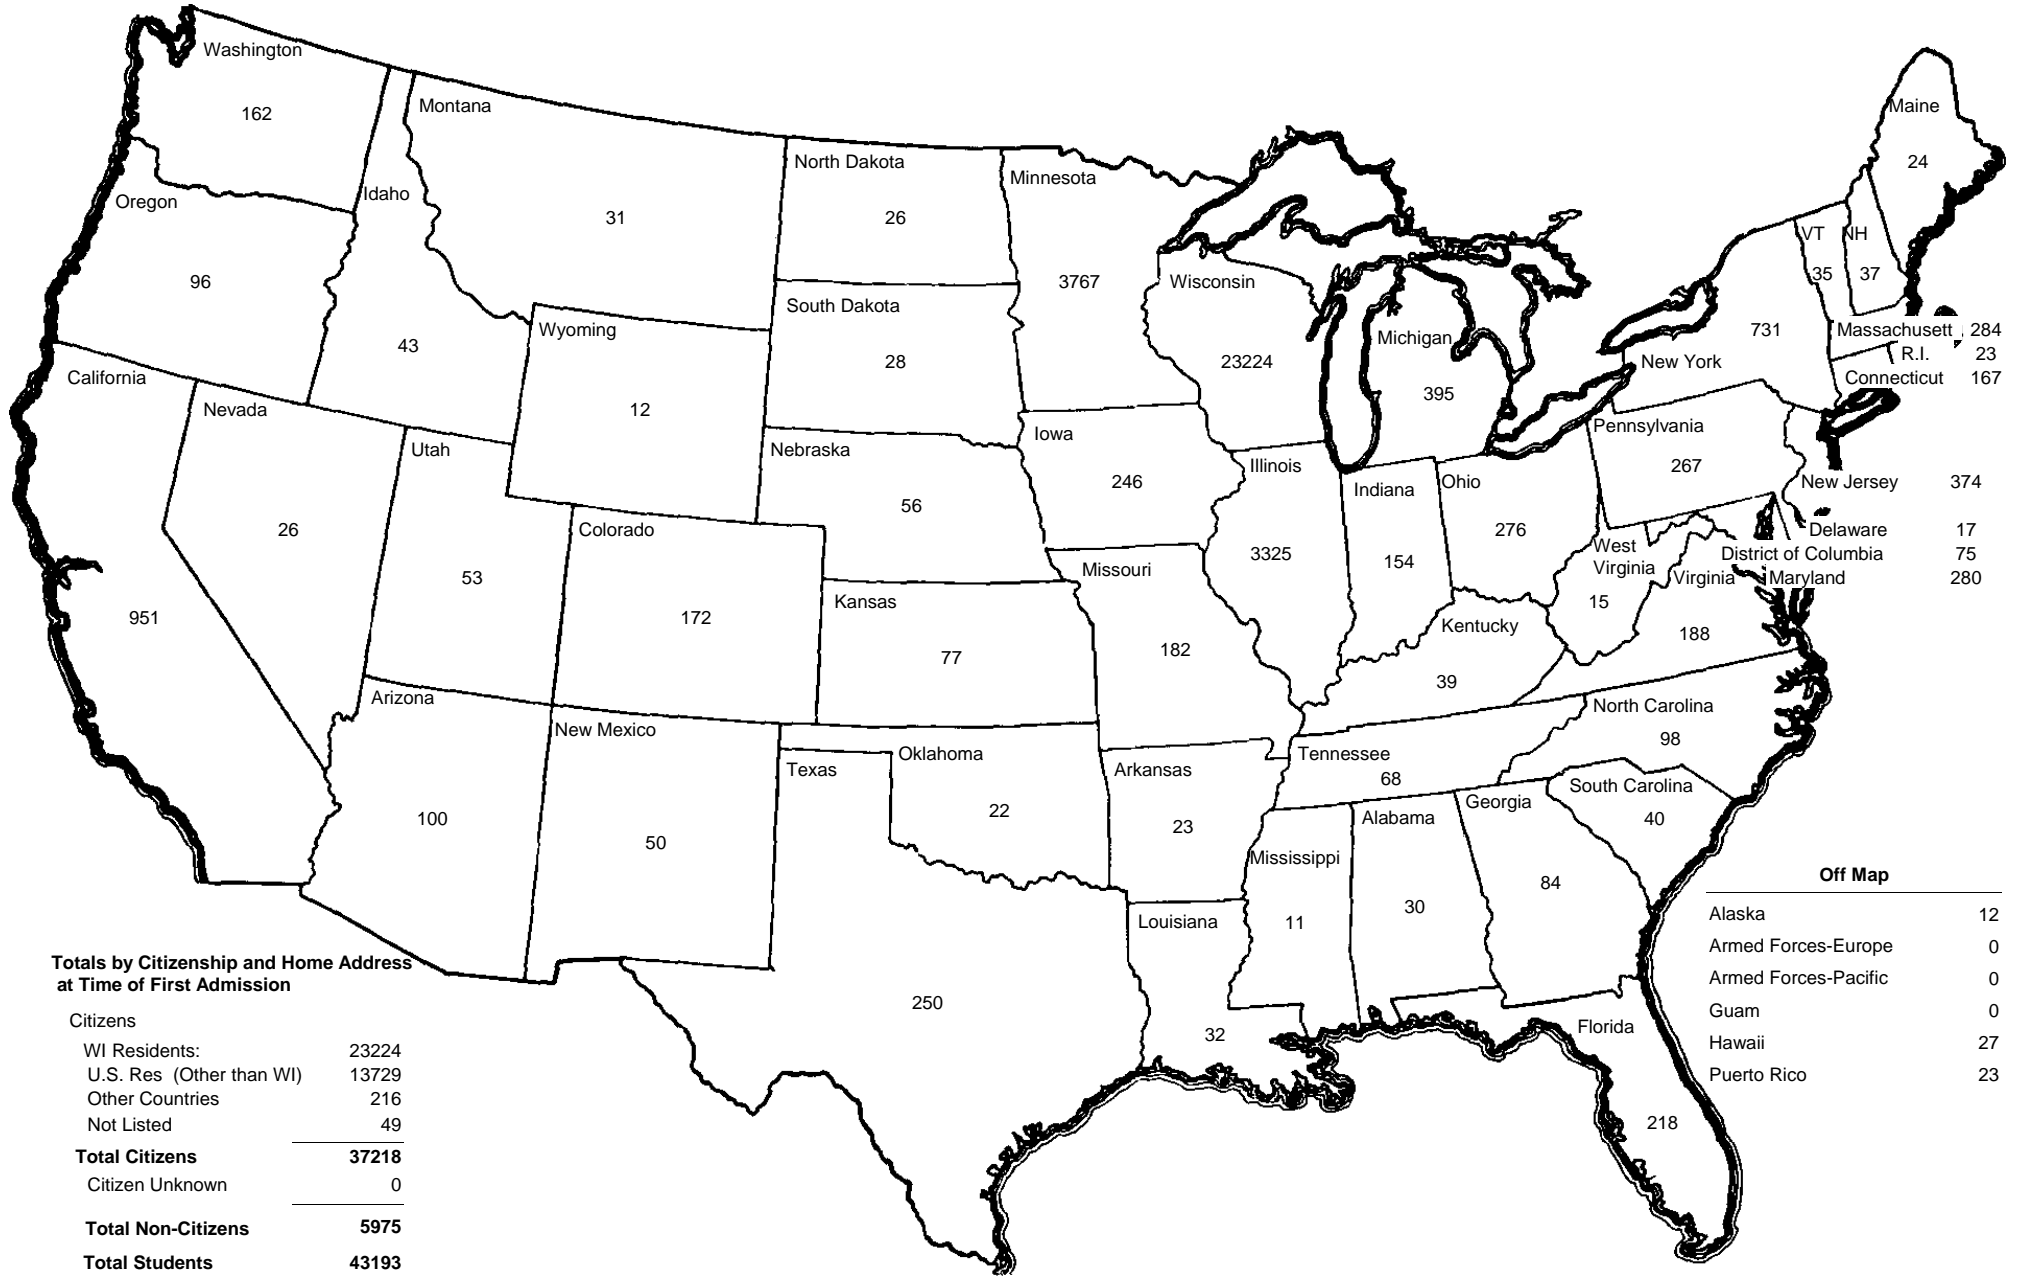 Washington
162
Montana
31
Idaho
43
Oregon
96
North Dakota
26
Minnesota
3767
South Dakota
28
Wyoming
12
Wisconsin
23224
Michigan
395
Maine
24
VT
35
NH
37
New York
731
Massachusett 284
R.I. 23
Connecticut 167
California
951
Nevada
26
Utah
53
Colorado
172
Nebraska
56
Iowa
246
Illinois
3325
Indiana
154
Ohio
276
Pennsylvania
267
New Jersey 374
Delaware 17
District of Columbia 75
Maryland 280
West
Virginia
15
Virginia
188
Kentucky
39
Missouri
182
Kansas
77
Arizona
100
New Mexico
50
Texas
250
Oklahoma
22
Arkansas
23
Tennessee
68
North Carolina
98
South Carolina
40
Georgia
84
Alabama
30
Mississippi
11
Louisiana
32
Florida
218
Off Map
Alaska 12
Armed Forces-Europe 0
Armed Forces-Pacific 0
Guam 0
Hawaii 27
Puerto Rico 23
Totals by Citizenship and Home Address
at Time of First Admission
Citizens
WI Residents: 23224
U.S. Res (Other than WI) 13729
Other Countries 216
Not Listed 49
Total Citizens 37218
Citizen Unknown 0
Total Non-Citizens 5975
Total Students 43193